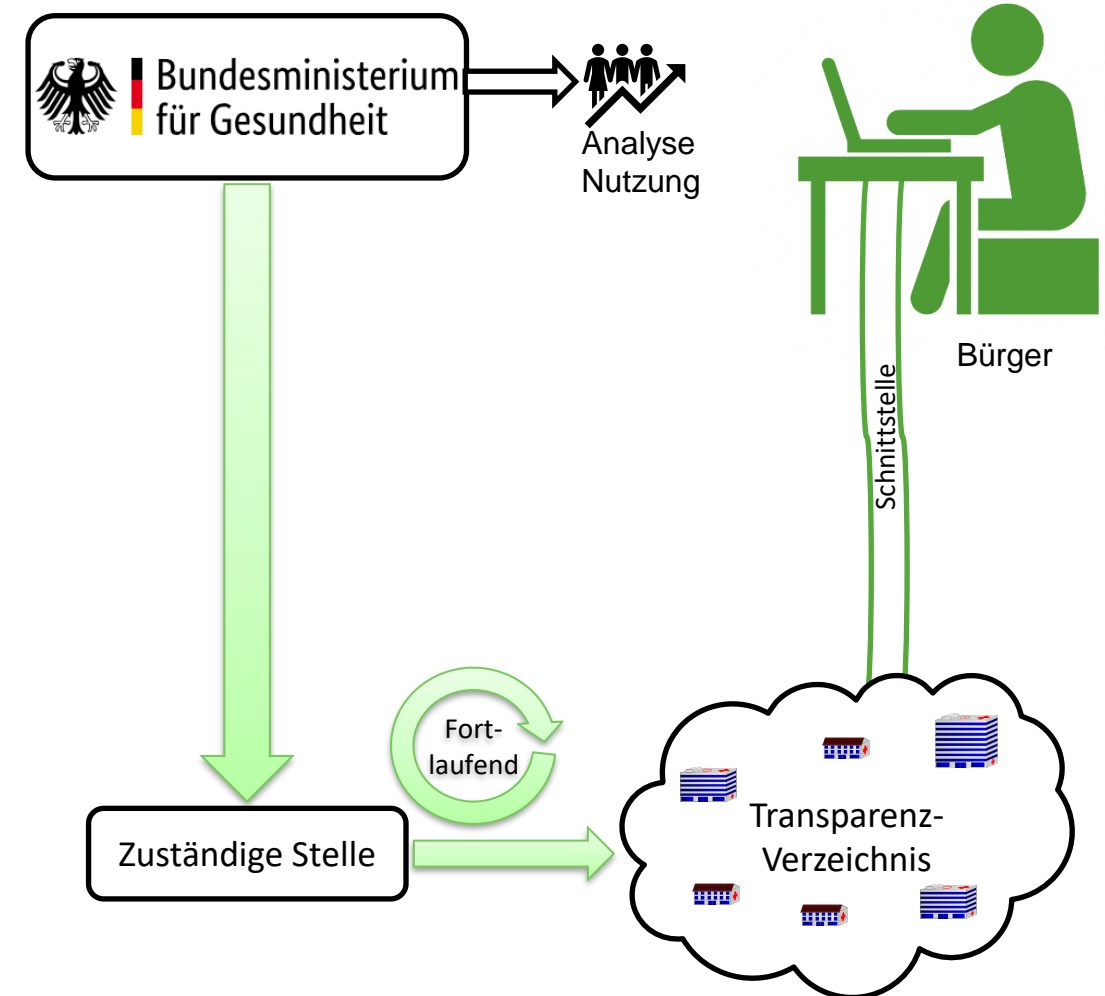 Bundesministerium
für Gesundheit
Analyse
Nutzung
Bürger
Schnittstelle
Fort-
laufend
Zuständige Stelle
Transparenz-
Verzeichnis